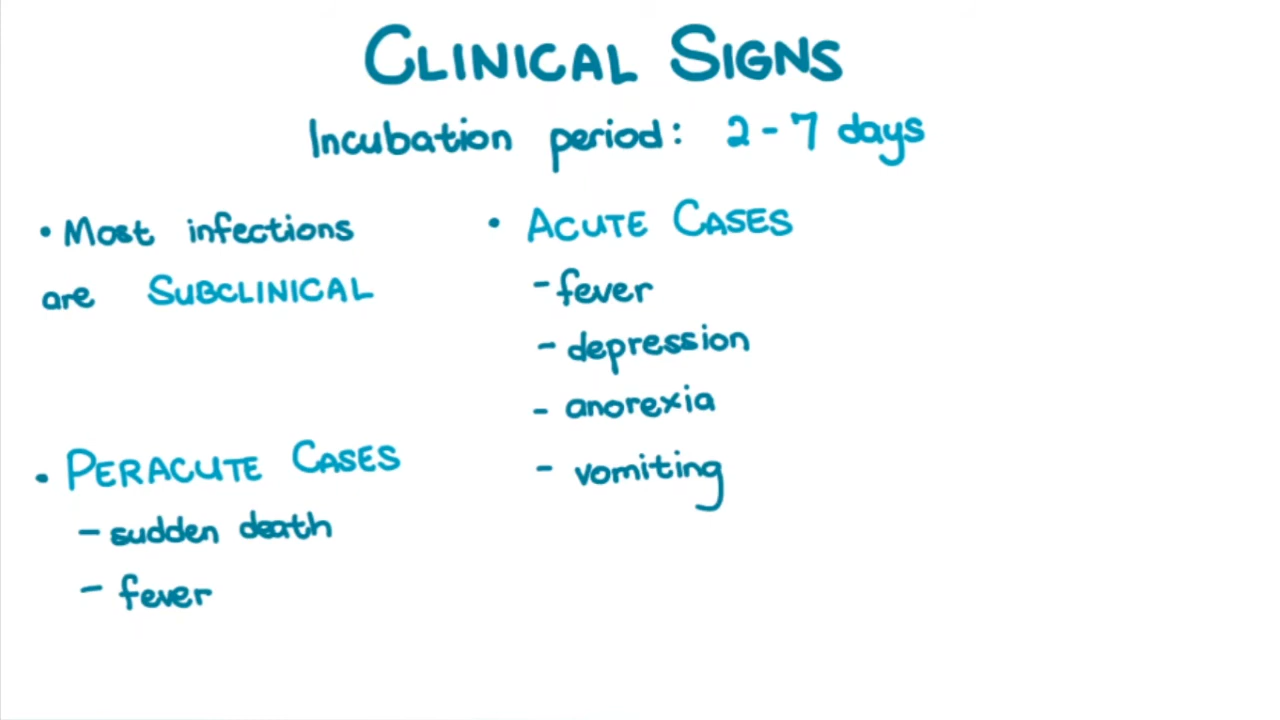 CLINICAL SIGNS
Incubation period: 2-7 days
• Most infections
are SUBCLINICAL
• PERACUTE CASES
- sudden death
- fever
• ACUTE CASES
- fever
- depression
- anorexia
- vomiting